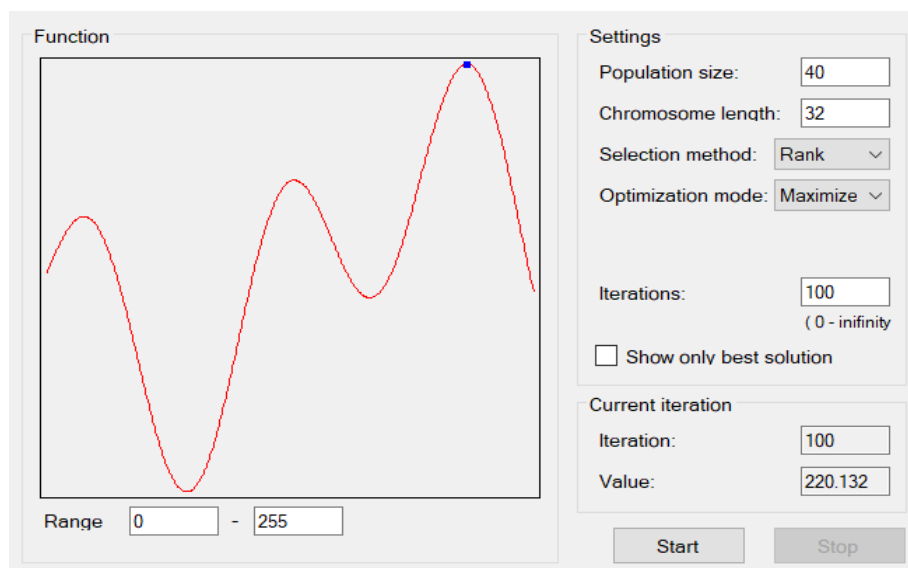 Function
Range 0 - 255
Settings
Population size: 40
Chromosome length: 32
Selection method: Rank
Optimization mode: Maximize
Iterations: 100
( 0 - inifinity
Show only best solution
Current iteration
Iteration: 100
Value: 220.132
Start Stop